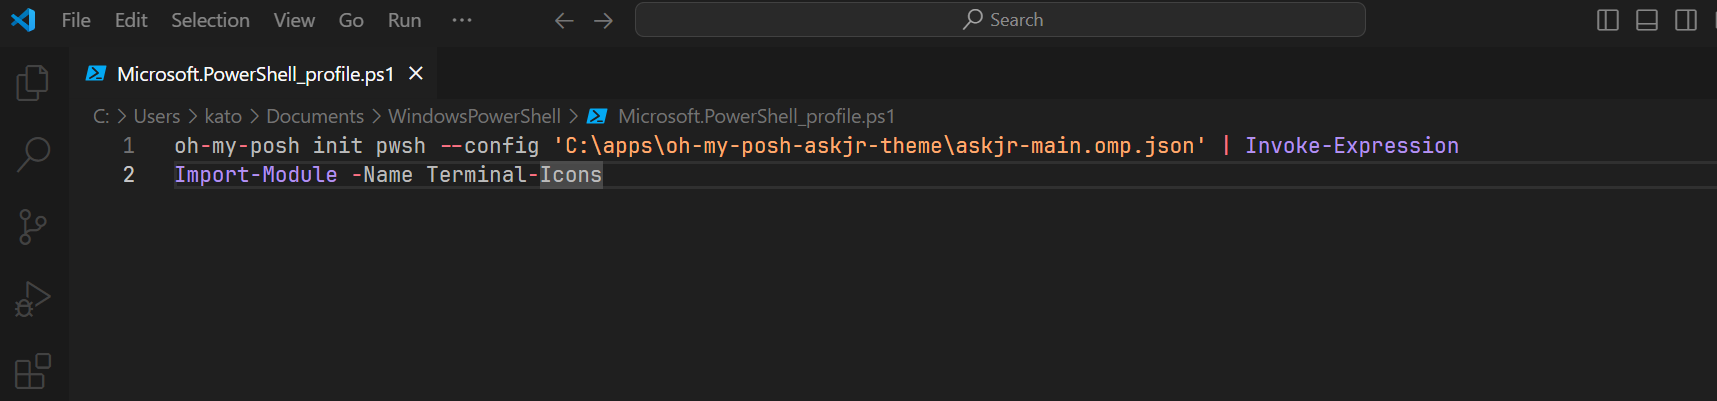 File Edit Selection View Go Run ··· Search
Microsoft.PowerShell_profile.ps1
C: > Users > kato > Documents > WindowsPowerShell > Microsoft.PowerShell_profile.ps1
1 oh-my-posh init pwsh --config 'C:\apps\oh-my-posh-askjr-theme\askjr-main.omp.json' | Invoke-Expression
2 Import-Module -Name Terminal-Icons